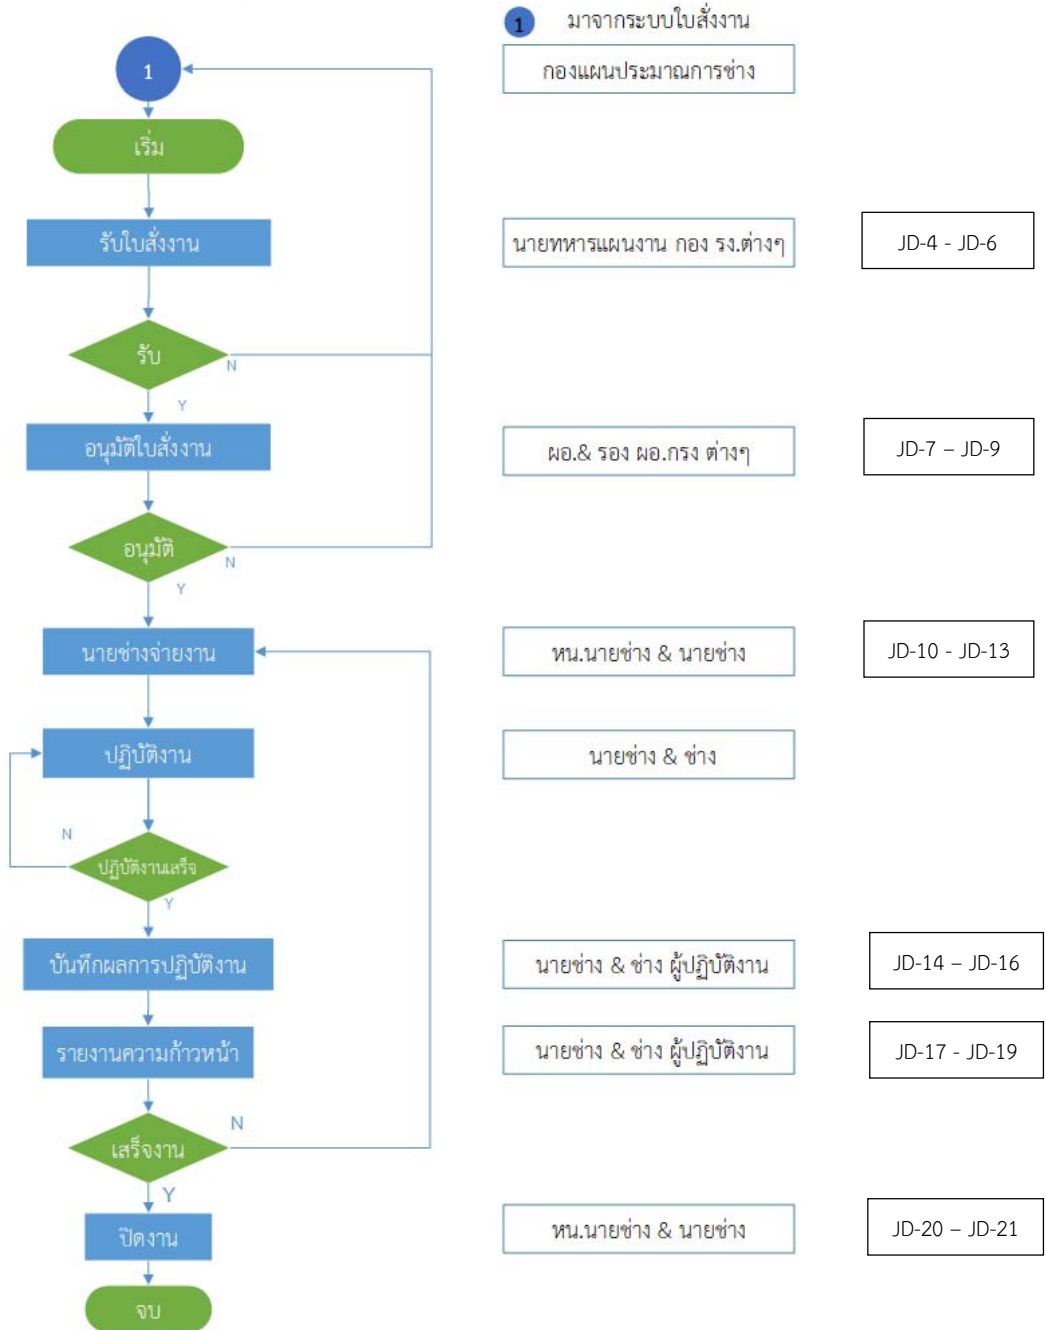 1 มาจากระบบใบสั่งงาน
1 กองแผนประมาณการช่าง
เริ่ม
รับใบสั่งงาน นายทหารแผนงาน กอง รง.ต่างๆ JD-4 - JD-6
รับ
N
Y
อนุมัติใบสั่งงาน ผอ.& รอง ผอ.กรง ต่างๆ JD-7 – JD-9
อนุมัติ
N
Y
นายช่างจ่ายงาน หน.นายช่าง & นายช่าง JD-10 - JD-13
ปฏิบัติงาน นายช่าง & ช่าง
N
ปฏิบัติงานเสร็จ
Y
บันทึกผลการปฏิบัติงาน นายช่าง & ช่าง ผู้ปฏิบัติงาน JD-14 – JD-16
รายงานความก้าวหน้า นายช่าง & ช่าง ผู้ปฏิบัติงาน JD-17 - JD-19
N
เสร็จงาน
Y
ปิดงาน หน.นายช่าง & นายช่าง JD-20 – JD-21
จบ